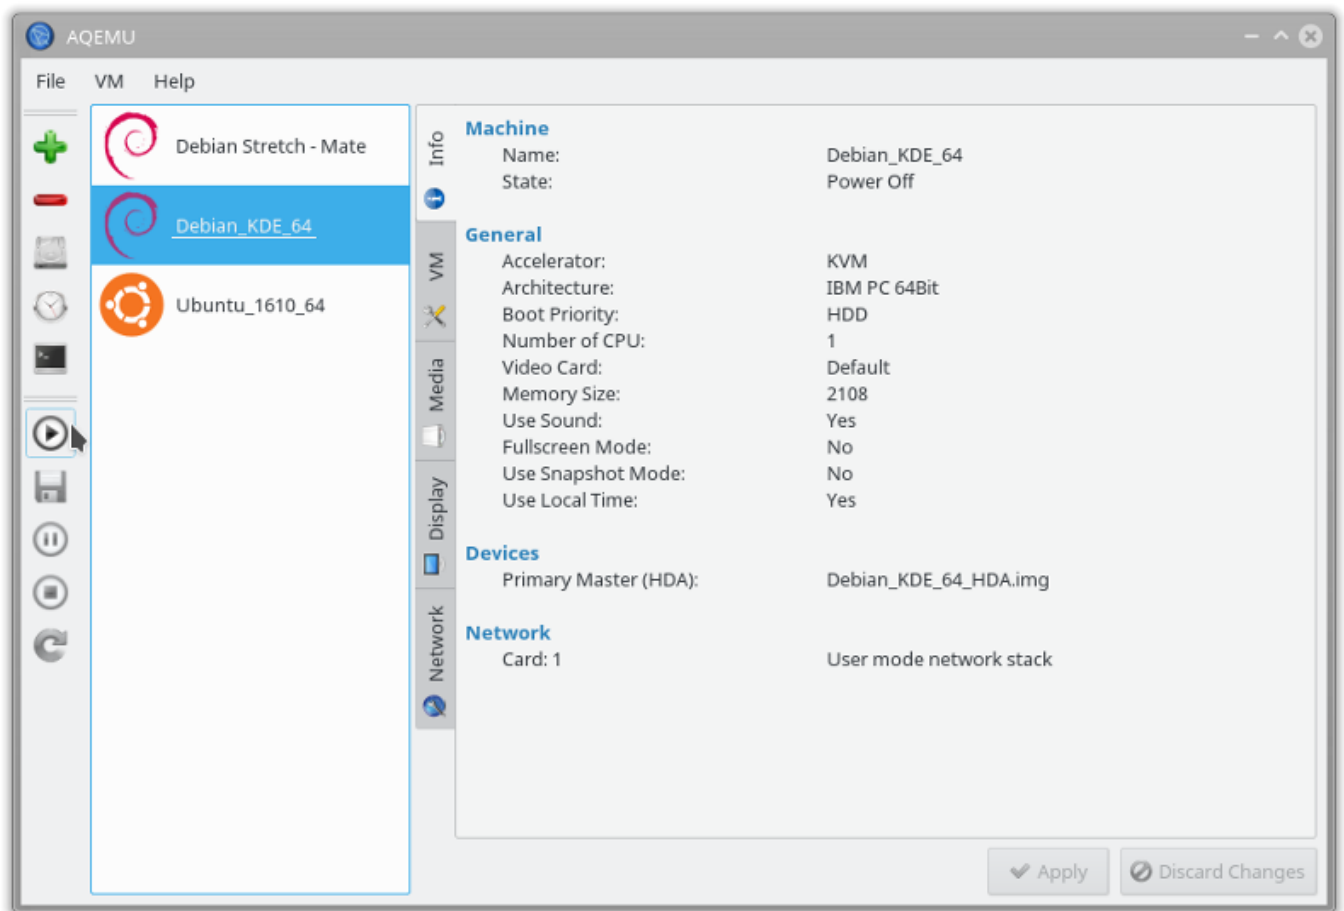 AQEMU
File VM Help
Debian Stretch - Mate
Debian_KDE_64
Ubuntu_1610_64
Info
VM
Media
Display
Network
Machine
Name: Debian_KDE_64
State: Power Off
General
Accelerator: KVM
Architecture: IBM PC 64Bit
Boot Priority: HDD
Number of CPU: 1
Video Card: Default
Memory Size: 2108
Use Sound: Yes
Fullscreen Mode: No
Use Snapshot Mode: No
Use Local Time: Yes
Devices
Primary Master (HDA): Debian_KDE_64_HDA.img
Network
Card: 1 User mode network stack
Apply Discard Changes